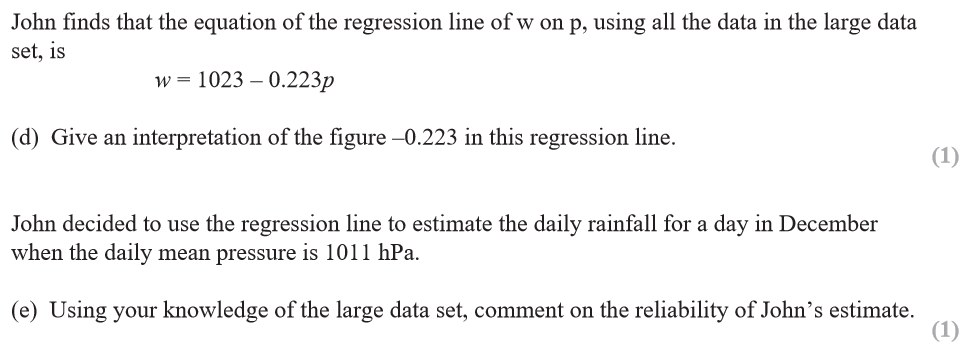 John finds that the equation of the regression line of w on p, using all the data in the large data
set, is
w = 1023 – 0.223p
(d) Give an interpretation of the figure –0.223 in this regression line.
(1)
John decided to use the regression line to estimate the daily rainfall for a day in December
when the daily mean pressure is 1011 hPa.
(e) Using your knowledge of the large data set, comment on the reliability of John’s estimate.
(1)